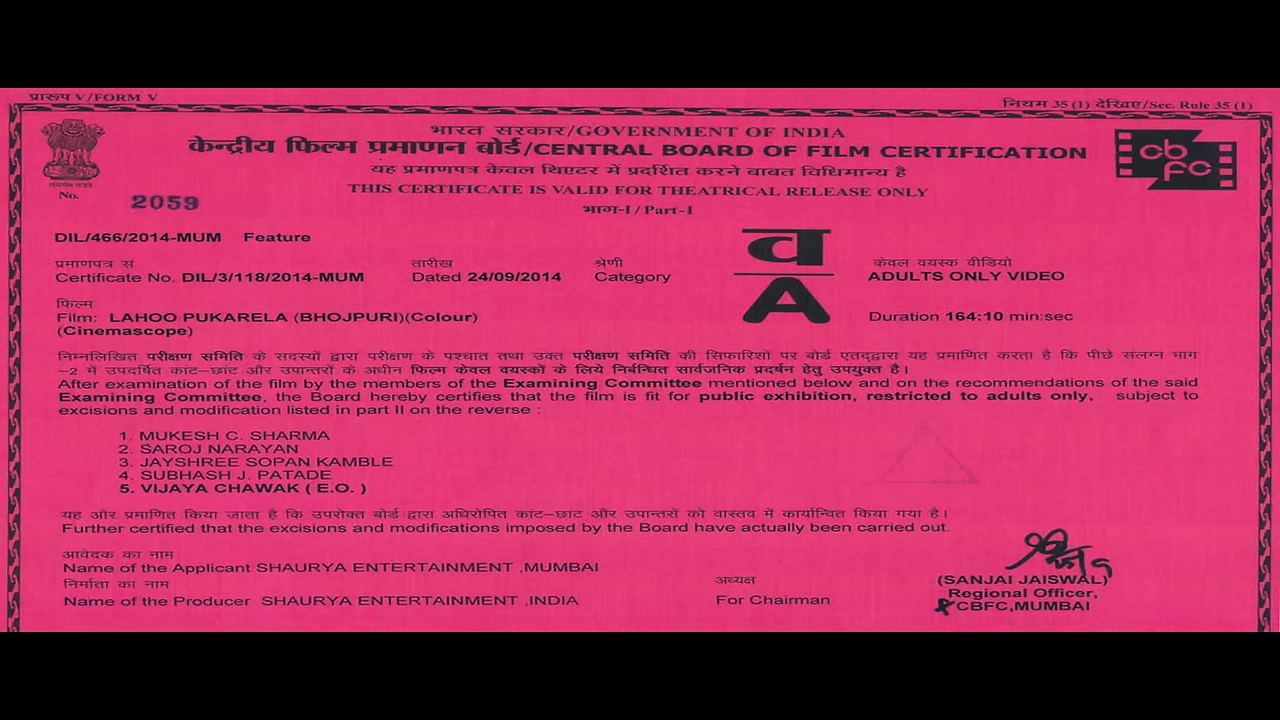 प्रारूप V/FORM V
नियम 35 (1) देखिए/Sec. Rule 35 (1)
भारत सरकार/GOVERNMENT OF INDIA
केन्द्रीय फिल्म प्रमाणन बोर्ड/CENTRAL BOARD OF FILM CERTIFICATION
cbfc
यह प्रमाणपत्र केवल थिएटर में प्रदर्शित करने बाबत विधिमान्य है
THIS CERTIFICATE IS VALID FOR THEATRICAL RELEASE ONLY
No. 2059
भाग-I / Part-I
DIL/466/2014-MUM Feature
व
A
प्रमाणपत्र सं. तारीख श्रेणी केवल वयस्क वीडियो
Certificate No. DIL/3/118/2014-MUM Dated 24/09/2014 Category ADULTS ONLY VIDEO
फिल्म
Film: LAHOO PUKARELA (BHOJPURI)(Colour) Duration 164:10 min:sec
(Cinemascope)
निम्नलिखित परीक्षण समिति के सदस्यों द्वारा परीक्षण के पश्चात तथा उक्त परीक्षण समिति की सिफारिशों पर बोर्ड एतद्द्वारा यह प्रमाणित करता है कि पीछे संलग्न भाग
–2 में उपदर्षित कांट–छांट और उपान्तरों के अधीन फिल्म केवल वयस्कों के लिये निर्बन्धित सार्वजनिक प्रदर्षन हेतु उपयुक्त है।
After examination of the film by the members of the Examining Committee mentioned below and on the recommendations of the said
Examining Committee, the Board hereby certifies that the film is fit for public exhibition, restricted to adults only, subject to
excisions and modification listed in part II on the reverse :
1. MUKESH C. SHARMA
2. SAROJ NARAYAN
3. JAYSHREE SOPAN KAMBLE
4. SUBHASH J. PATADE
5. VIJAYA CHAWAK ( E.O. )
यह और प्रमाणित किया जाता है कि उपरोक्त बोर्ड द्वारा अधिरोपित कांट–छांट और उपान्तरों को वास्तव में कार्यान्वित किया गया है।
Further certified that the excisions and modifications imposed by the Board have actually been carried out.
आवेदक का नाम
Name of the Applicant SHAURYA ENTERTAINMENT ,MUMBAI
निर्माता का नाम अध्यक्ष (SANJAI JAISWAL)
Regional Officer,
Name of the Producer SHAURYA ENTERTAINMENT ,INDIA For Chairman CBFC,MUMBAI